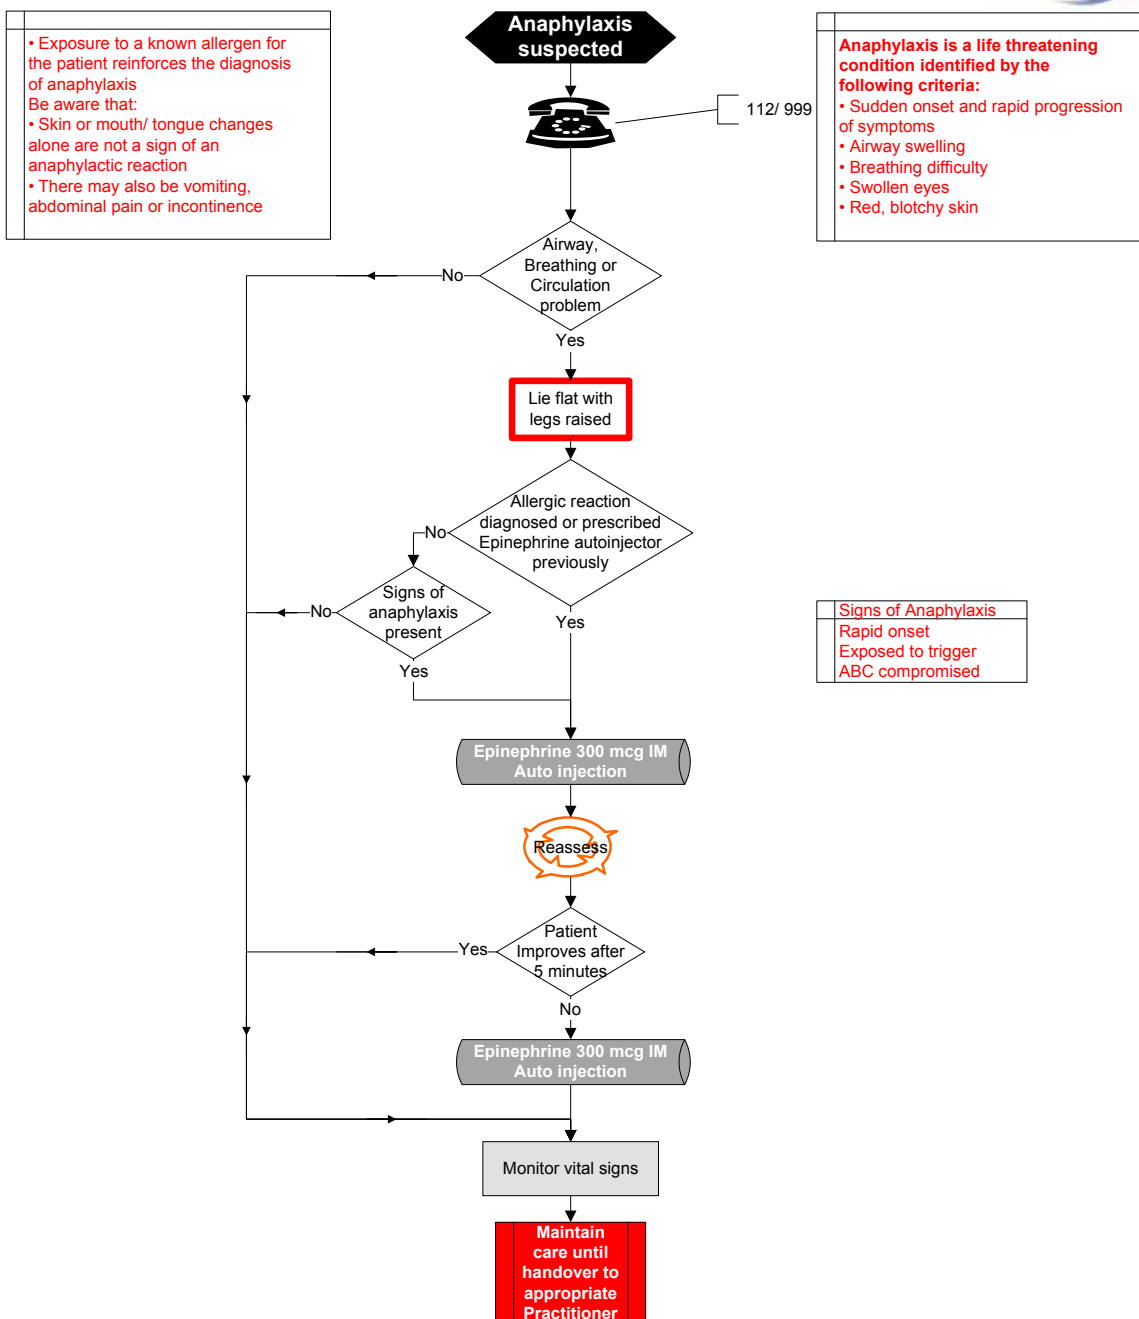 Anaphylaxis
suspected
• Exposure to a known allergen for
the patient reinforces the diagnosis
of anaphylaxis
Be aware that:
• Skin or mouth/ tongue changes
alone are not a sign of an
anaphylactic reaction
• There may also be vomiting,
abdominal pain or incontinence
112/ 999
Anaphylaxis is a life threatening
condition identified by the
following criteria:
• Sudden onset and rapid progression
of symptoms
• Airway swelling
• Breathing difficulty
• Swollen eyes
• Red, blotchy skin
Airway,
Breathing or
Circulation
problem
No
Yes
Lie flat with
legs raised
Allergic reaction
diagnosed or prescribed
Epinephrine autoinjector
previously
No
Yes
Signs of
anaphylaxis
present
No
Yes
Signs of Anaphylaxis
Rapid onset
Exposed to trigger
ABC compromised
Epinephrine 300 mcg IM
Auto injection
Reassess
Patient
Improves after
5 minutes
Yes
No
Epinephrine 300 mcg IM
Auto injection
Monitor vital signs
Maintain
care until
handover to
appropriate
Practitioner